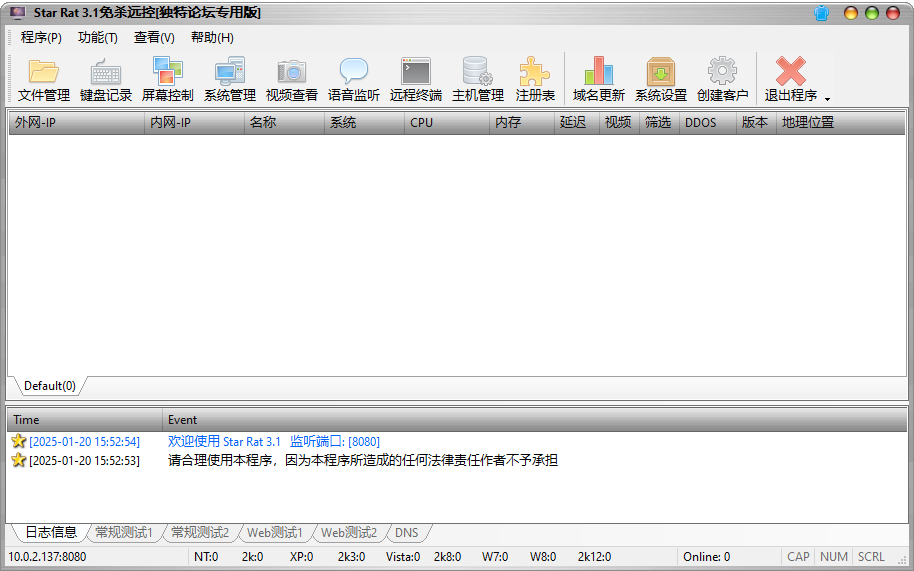 Star Rat 3.1免杀远控[独特论坛专用版]
程序(P) 功能(T) 查看(V) 帮助(H)
文件管理 键盘记录 屏幕控制 系统管理 视频查看 语音监听 远程终端 主机管理 注册表 域名更新 系统设置 创建客户 退出程序
外网-IP 内网-IP 名称 系统 CPU 内存 延迟 视频 筛选 DDOS 版本 地理位置
Default(0)
Time Event
[2025-01-20 15:52:54] 欢迎使用 Star Rat 3.1 监听端口: [8080]
[2025-01-20 15:52:53] 请合理使用本程序，因为本程序所造成的任何法律责任作者不予承担
日志信息 常规测试1 常规测试2 Web测试1 Web测试2 DNS
10.0.2.137:8080 NT:0 2k:0 XP:0 2k3:0 Vista:0 2k8:0 W7:0 W8:0 2k12:0 Online: 0 CAP NUM SCRL